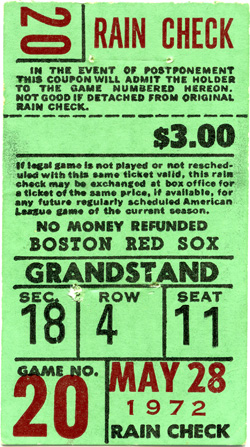 20
RAIN CHECK
IN THE EVENT OF POSTPONEMENT
THIS COUPON WILL ADMIT THE HOLDER
TO THE GAME NUMBERED HEREON.
NOT GOOD IF DETACHED FROM ORIGINAL
RAIN CHECK.
$3.00
If legal game is not played or not resched-
uled with this same ticket valid, this rain
check may be exchanged at box office for
a ticket of the same price, if available, for
any future regularly scheduled American
League game of the current season.
NO MONEY REFUNDED
BOSTON RED SOX
GRANDSTAND
SEC. ROW SEAT
18 4 11
GAME NO.
20
MAY 28
1972
RAIN CHECK